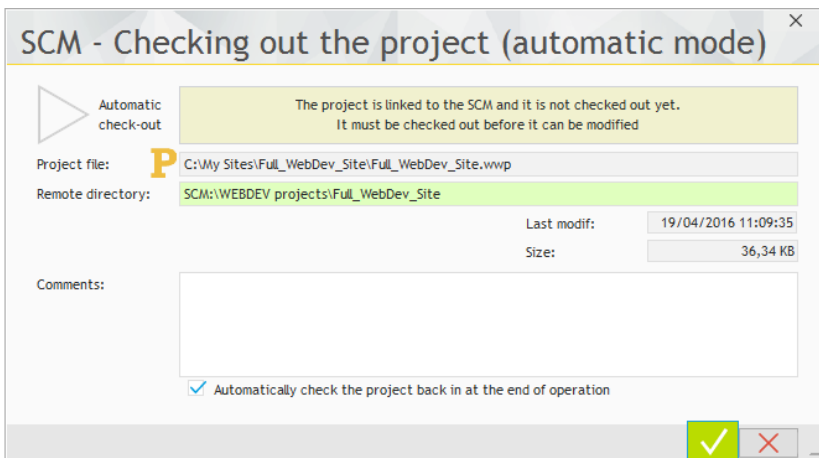 SCM - Checking out the project (automatic mode)
Automatic
check-out
The project is linked to the SCM and it is not checked out yet.
It must be checked out before it can be modified
Project file:
P
C:\My Sites\Full_WebDev_Site\Full_WebDev_Site.wwp
Remote directory:
SCM:\WEBDEV projects\Full_WebDev_Site
Last modif:
19/04/2016 11:09:35
Size:
36,34 KB
Comments:
Automatically check the project back in at the end of operation